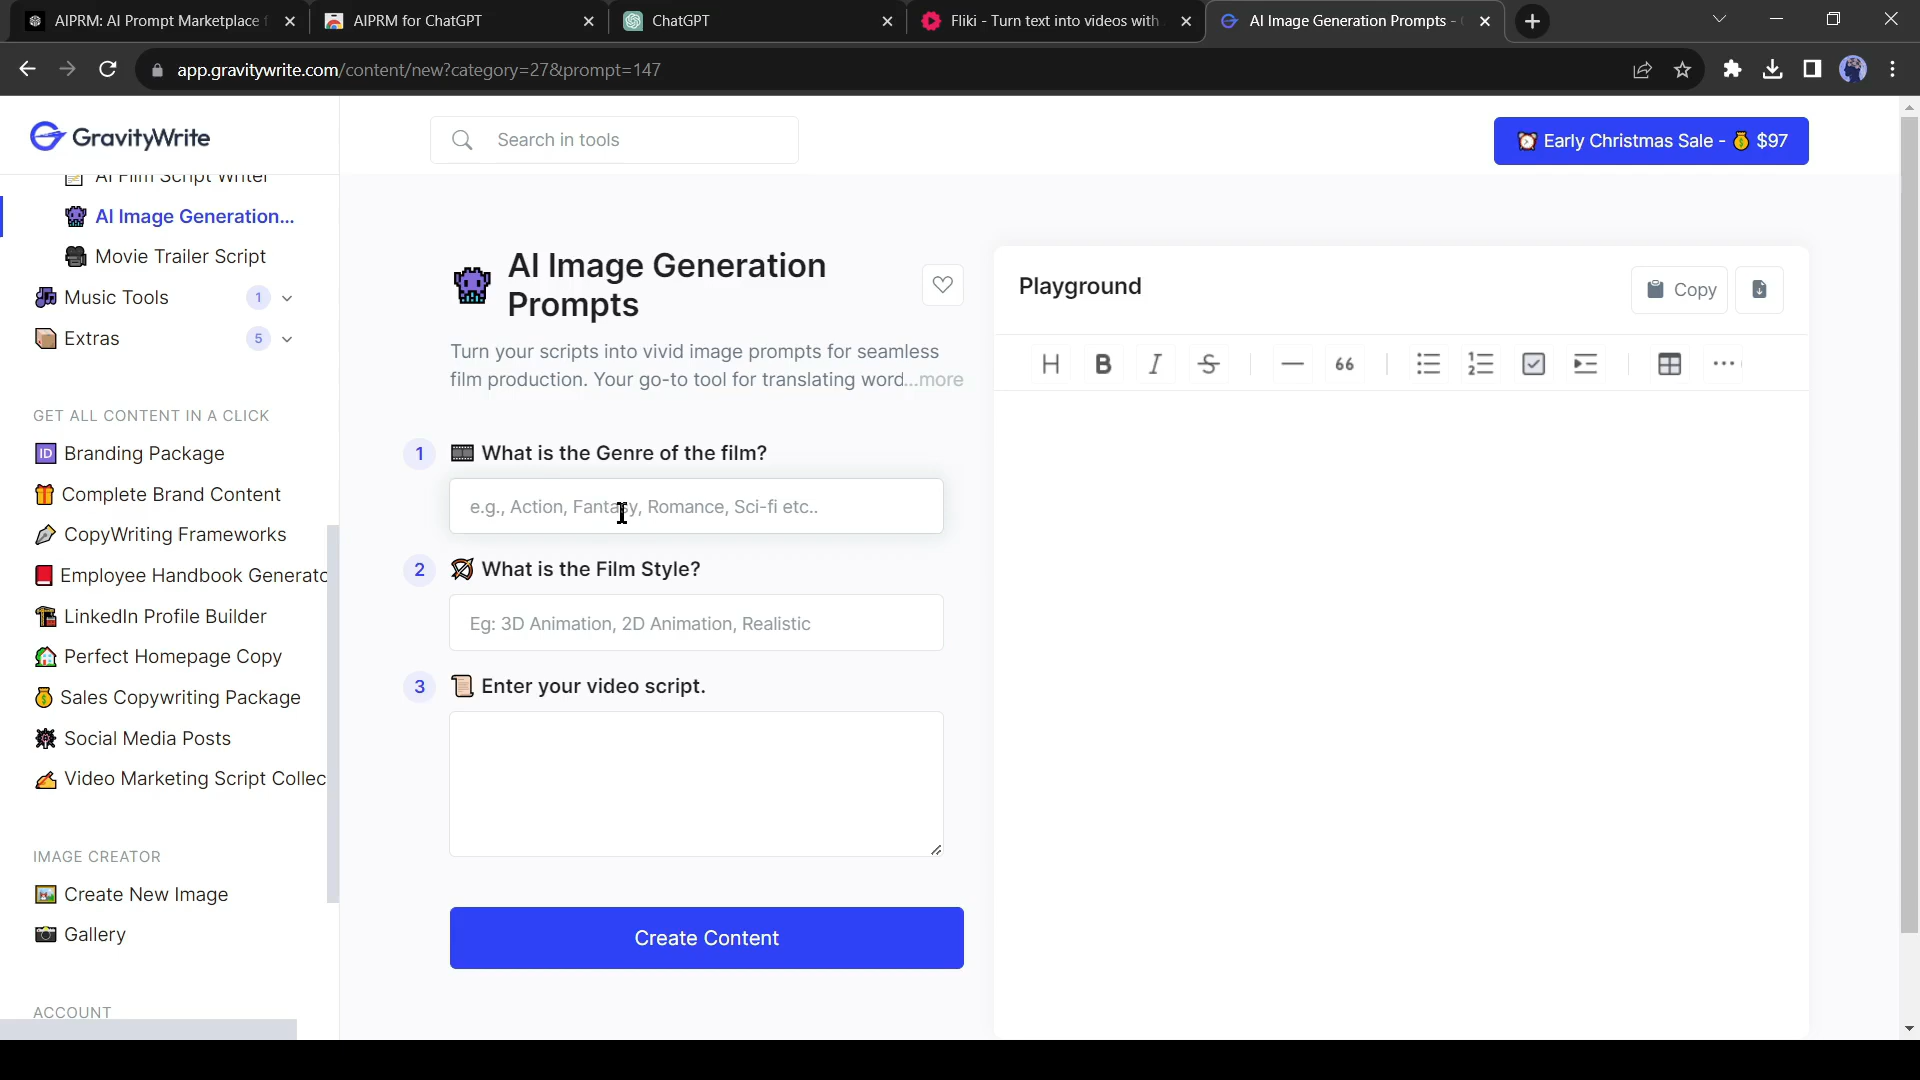 AIPRM: AI Prompt Marketplace f
AIPRM for ChatGPT
ChatGPT
Fliki - Turn text into videos with
AI Image Generation Prompts -
app.gravitywrite.com/content/new?category=27&prompt=147
GravityWrite
Search in tools
⏰ Early Christmas Sale - 💰 $97
AI Film Script Writer
AI Image Generation...
Movie Trailer Script
Music Tools 1
Extras 5
GET ALL CONTENT IN A CLICK
Branding Package
Complete Brand Content
CopyWriting Frameworks
Employee Handbook Generato
LinkedIn Profile Builder
Perfect Homepage Copy
Sales Copywriting Package
Social Media Posts
Video Marketing Script Collec
IMAGE CREATOR
Create New Image
Gallery
ACCOUNT
AI Image Generation
Prompts
Turn your scripts into vivid image prompts for seamless
film production. Your go-to tool for translating word...more
1 What is the Genre of the film?
e.g., Action, Fantasy, Romance, Sci-fi etc..
2 What is the Film Style?
Eg: 3D Animation, 2D Animation, Realistic
3 Enter your video script.
Create Content
Playground
Copy